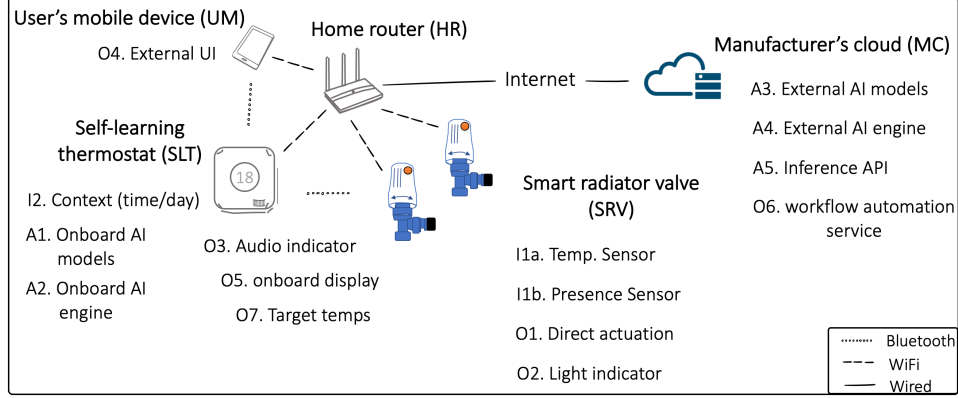 User's mobile device (UM)
O4. External UI
Home router (HR)
Internet
Manufacturer's cloud (MC)
A3. External AI models
A4. External AI engine
A5. Inference API
O6. workflow automation
service
Self-learning
thermostat (SLT)
18
I2. Context (time/day)
A1. Onboard AI
models
A2. Onboard AI
engine
O3. Audio indicator
O5. onboard display
O7. Target temps
Smart radiator valve
(SRV)
I1a. Temp. Sensor
I1b. Presence Sensor
O1. Direct actuation
O2. Light indicator
Bluetooth
WiFi
Wired